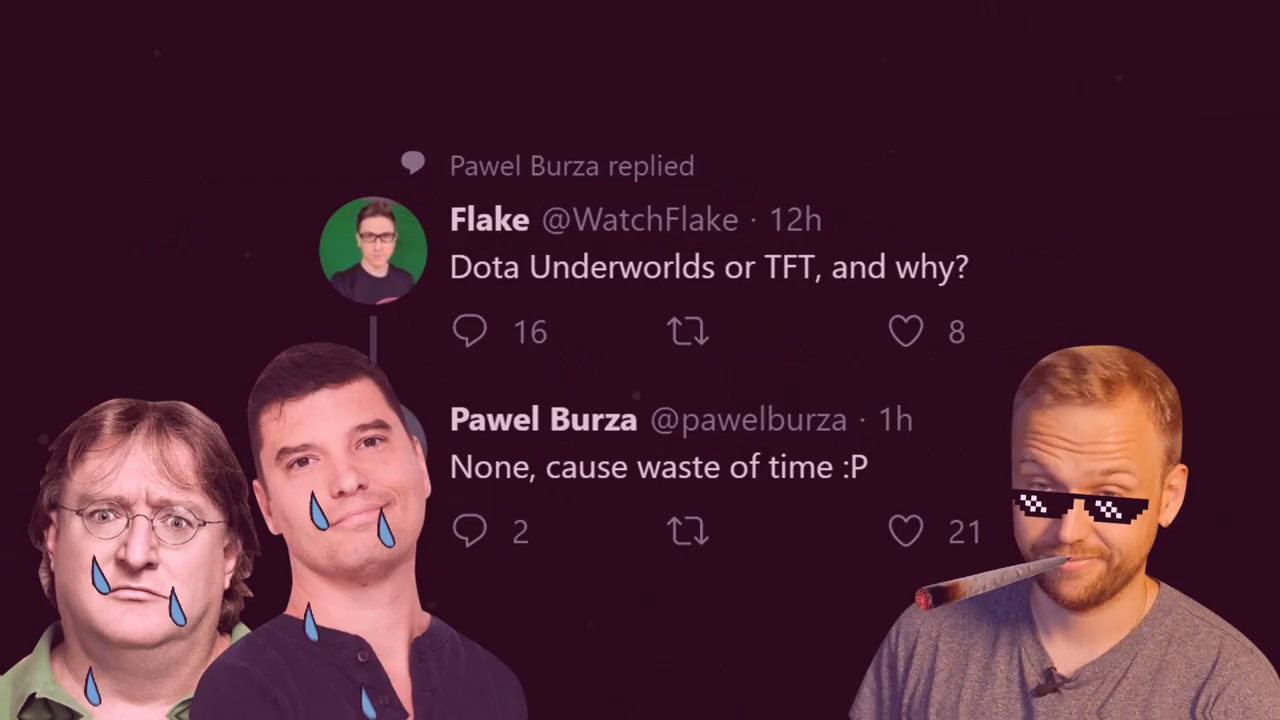 Pawel Burza replied
Flake @WatchFlake · 12h
Dota Underworlds or TFT, and why?
16 8
Pawel Burza @pawelburza · 1h
None, cause waste of time :P
2 21